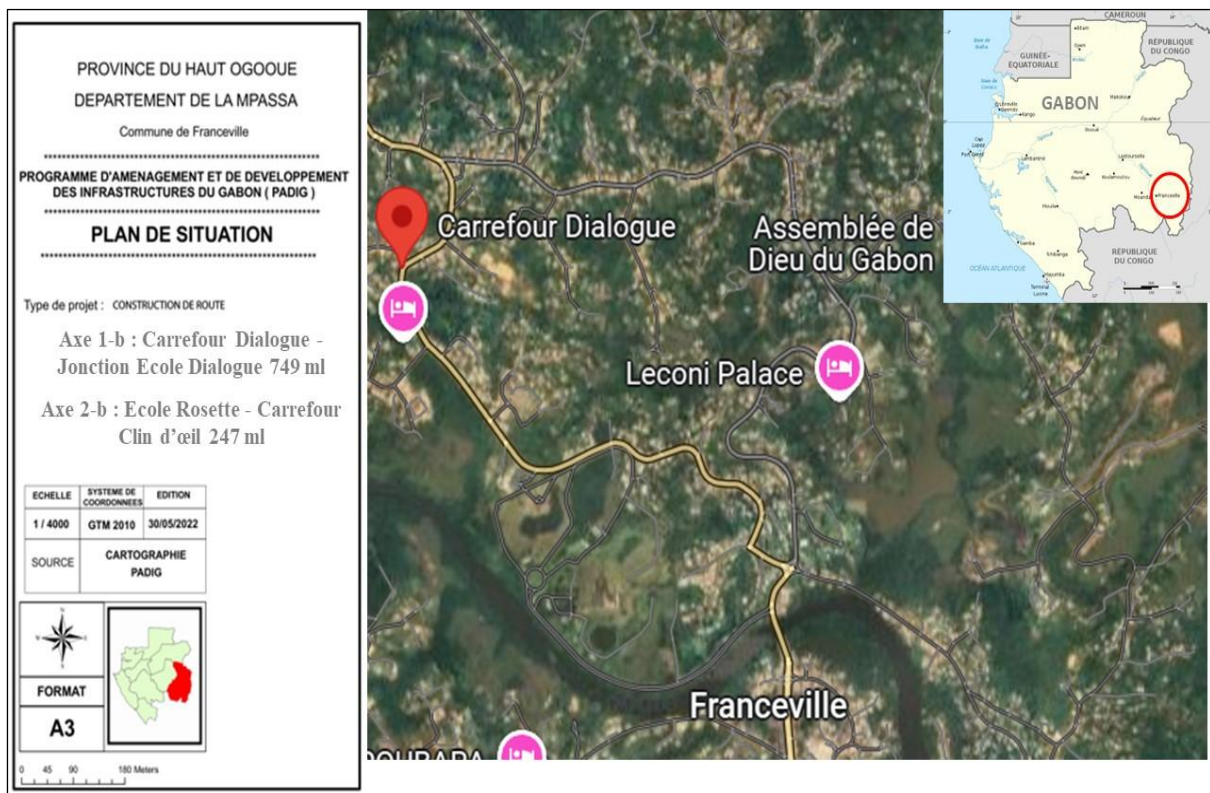 PROVINCE DU HAUT OGOOUE
DEPARTEMENT DE LA MPASSA
Commune de Franceville
PROGRAMME D'AMENAGEMENT ET DE DEVELOPPEMENT
DES INFRASTRUCTURES DU GABON ( PADIG )
PLAN DE SITUATION
Type de projet : CONSTRUCTION DE ROUTE
Axe 1-b : Carrefour Dialogue -
Jonction Ecole Dialogue 749 ml
Axe 2-b : Ecole Rosette - Carrefour
Clin d'œil 247 ml
ECHELLE SYSTEME DE COORDONNEES EDITION
1 / 4000 GTM 2010 30/05/2022
SOURCE CARTOGRAPHIE
PADIG
FORMAT
A3
0 45 90 180 Meters
Carrefour Dialogue
Assemblée de
Dieu du Gabon
Leconi Palace
Franceville
CAMEROUN
GUINÉE-
ÉQUATORIALE
RÉPUBLIQUE
DU CONGO
GABON
Équateur
Makokou
Lambaréné
Franceville
OCÉAN ATLANTIQUE
RÉPUBLIQUE
DU CONGO